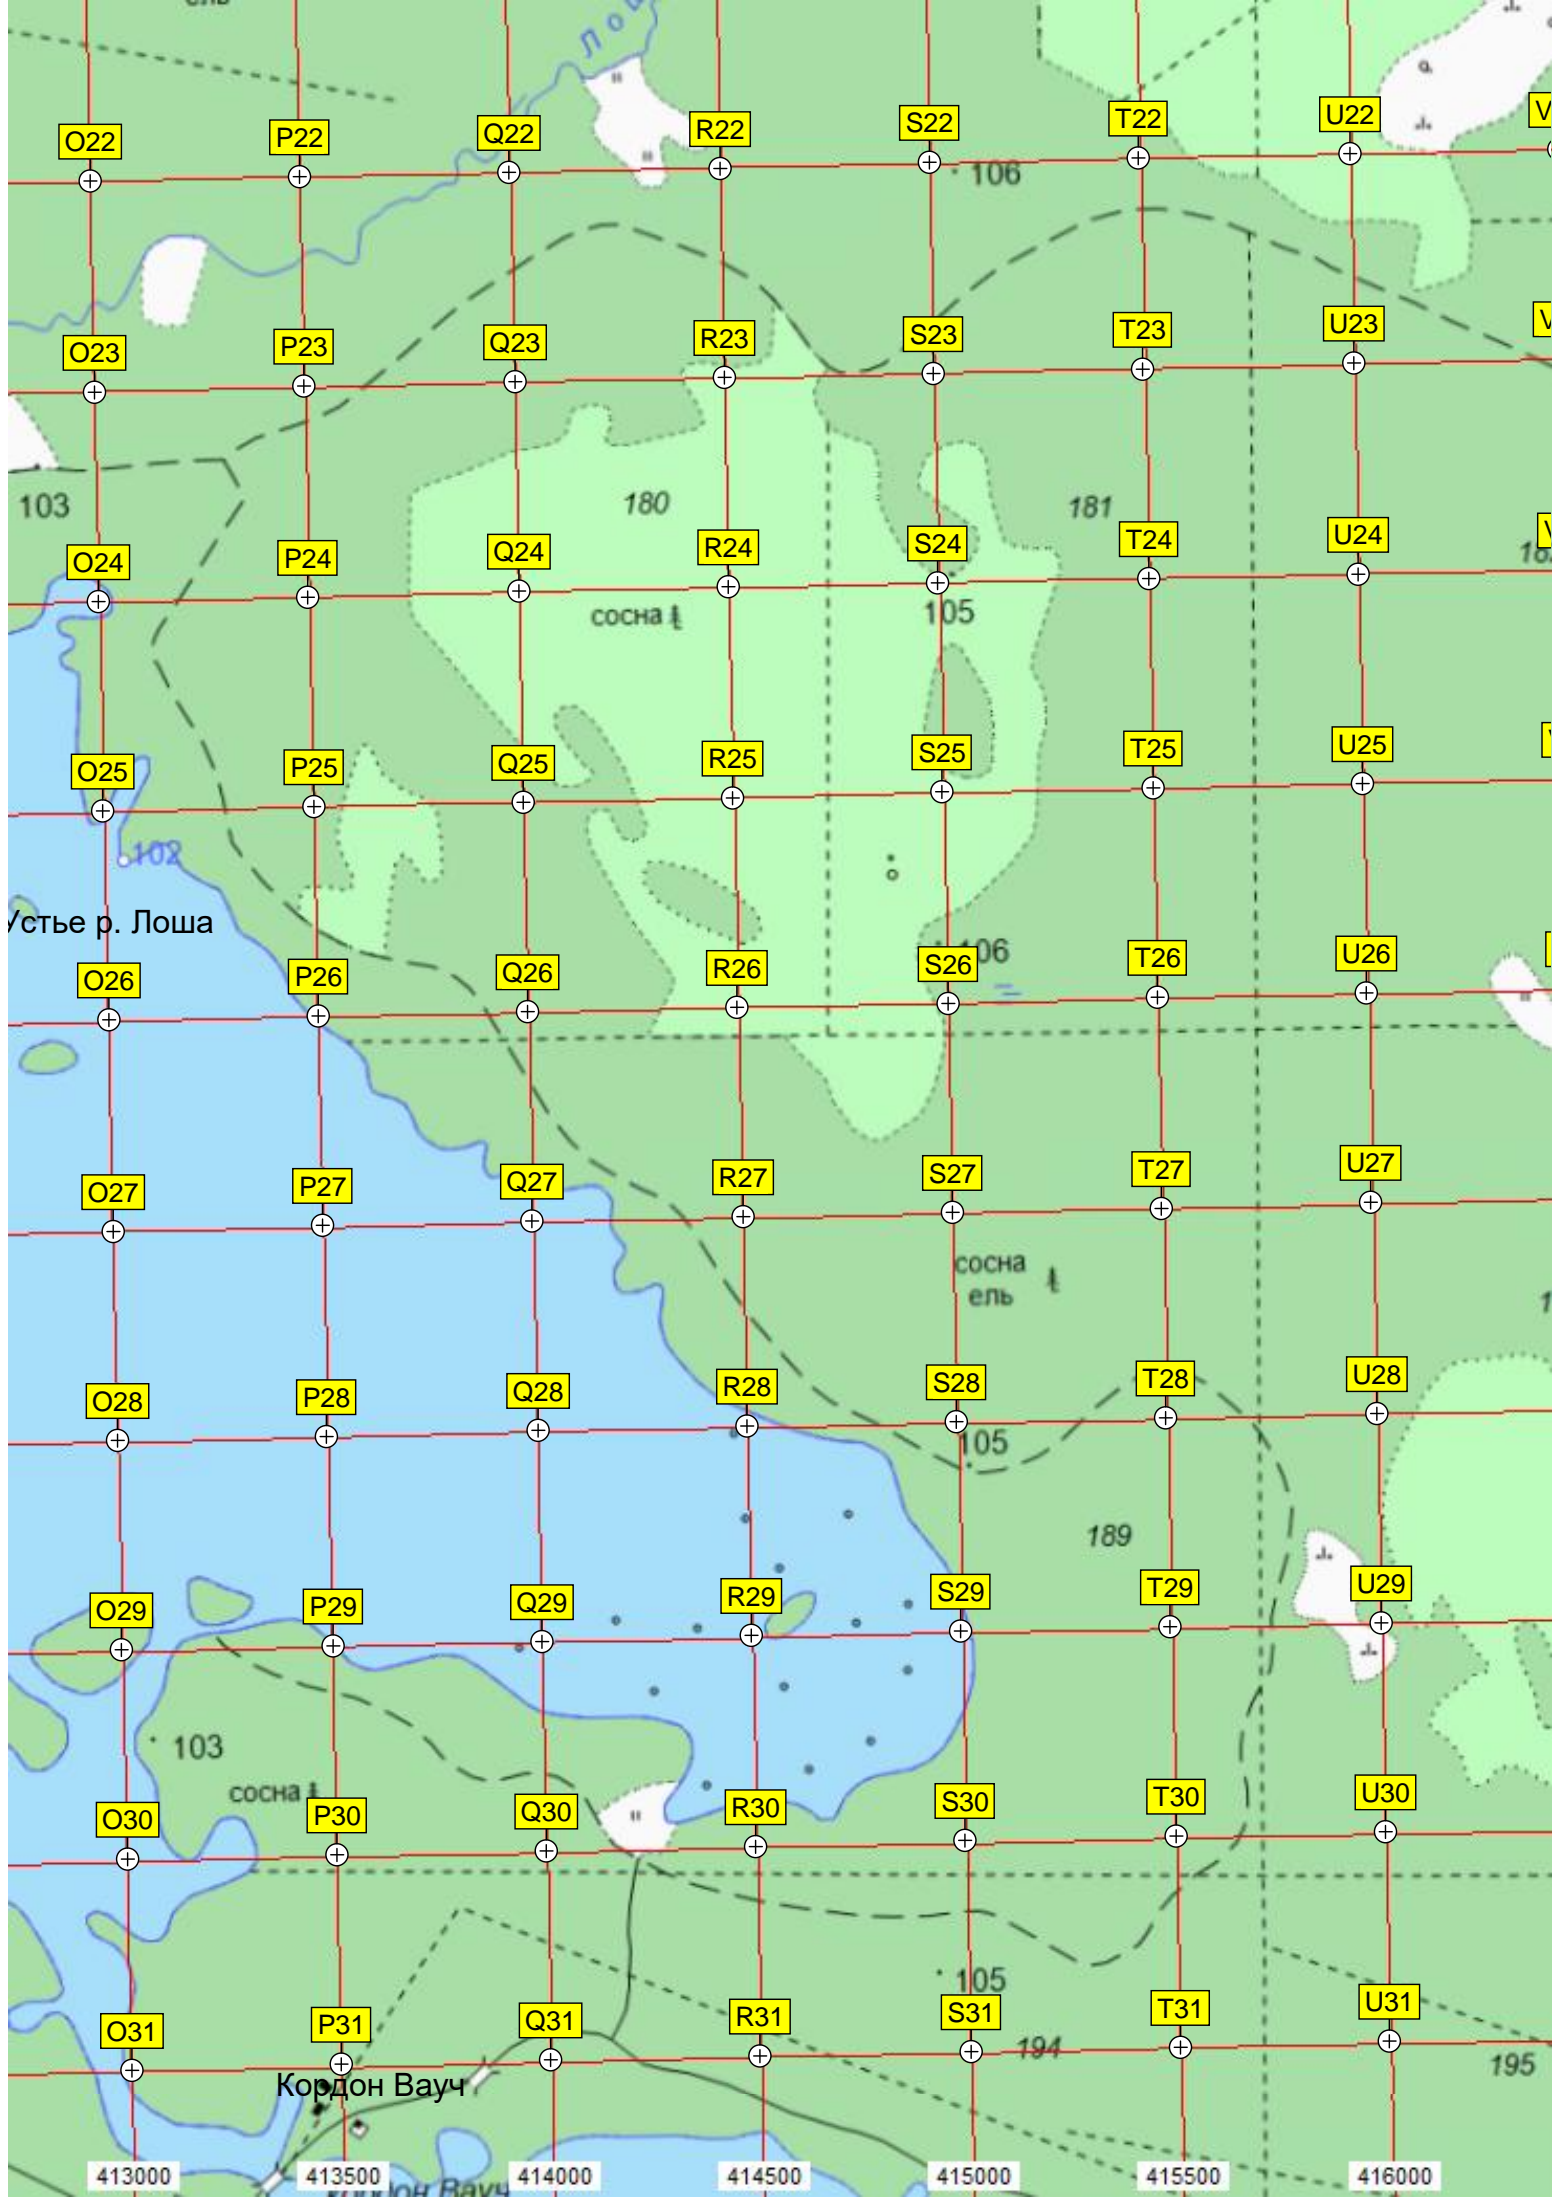 Лош
O22 P22 Q22 R22 S22 T22 U22
106
O23 P23 Q23 R23 S23 T23 U23
103 180 181
O24 P24 Q24 R24 S24 T24 U24
сосна 105
O25 P25 Q25 R25 S25 T25 U25
102
Устье р. Лоша
106
O26 P26 Q26 R26 S26 T26 U26
O27 P27 Q27 R27 S27 T27 U27
сосна
ель
O28 P28 Q28 R28 S28 T28 U28
105
189
O29 P29 Q29 R29 S29 T29 U29
103
сосна
O30 P30 Q30 R30 S30 T30 U30
105
O31 P31 Q31 R31 S31 T31 U31
194 195
Кордон Вауч
413000 413500 414000 414500 415000 415500 416000
Кордон Вауч